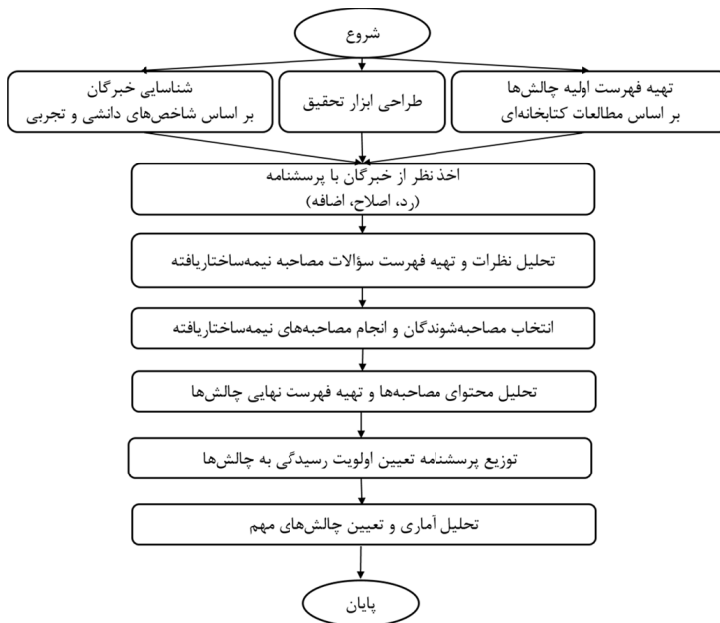 شروع
تهیه فهرست اولیه چالش‌ها
بر اساس مطالعات کتابخانه‌ای
طراحی ابزار تحقیق
شناسایی خبرگان
بر اساس شاخص‌های دانشی و تجربی
اخذ نظر از خبرگان با پرسشنامه
(رد، اصلاح، اضافه)
تحلیل نظرات و تهیه فهرست سؤالات مصاحبه نیمه‌ساختاریافته
انتخاب مصاحبه‌شوندگان و انجام مصاحبه‌های نیمه‌ساختاریافته
تحلیل محتوای مصاحبه‌ها و تهیه فهرست نهایی چالش‌ها
توزیع پرسشنامه تعیین اولویت رسیدگی به چالش‌ها
تحلیل آماری و تعیین چالش‌های مهم
پایان